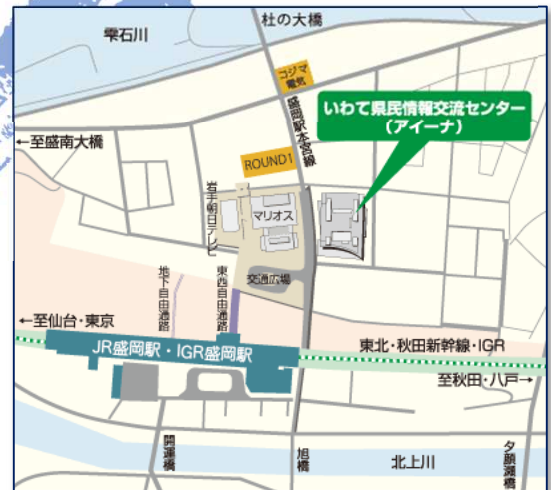 杜の大橋
雫石川
コジマ
電気
いわて県民情報交流センター
（アイーナ）
盛岡駅本宮線
←至盛南大橋
ROUND1
岩手朝日テレビ
マリオス
交通広場
地下自由通路
東西自由通路
←至仙台・東京
JR盛岡駅・IGR盛岡駅
東北・秋田新幹線・IGR
至秋田・八戸→
開運橋
旭橋
北上川
夕顔瀬橋